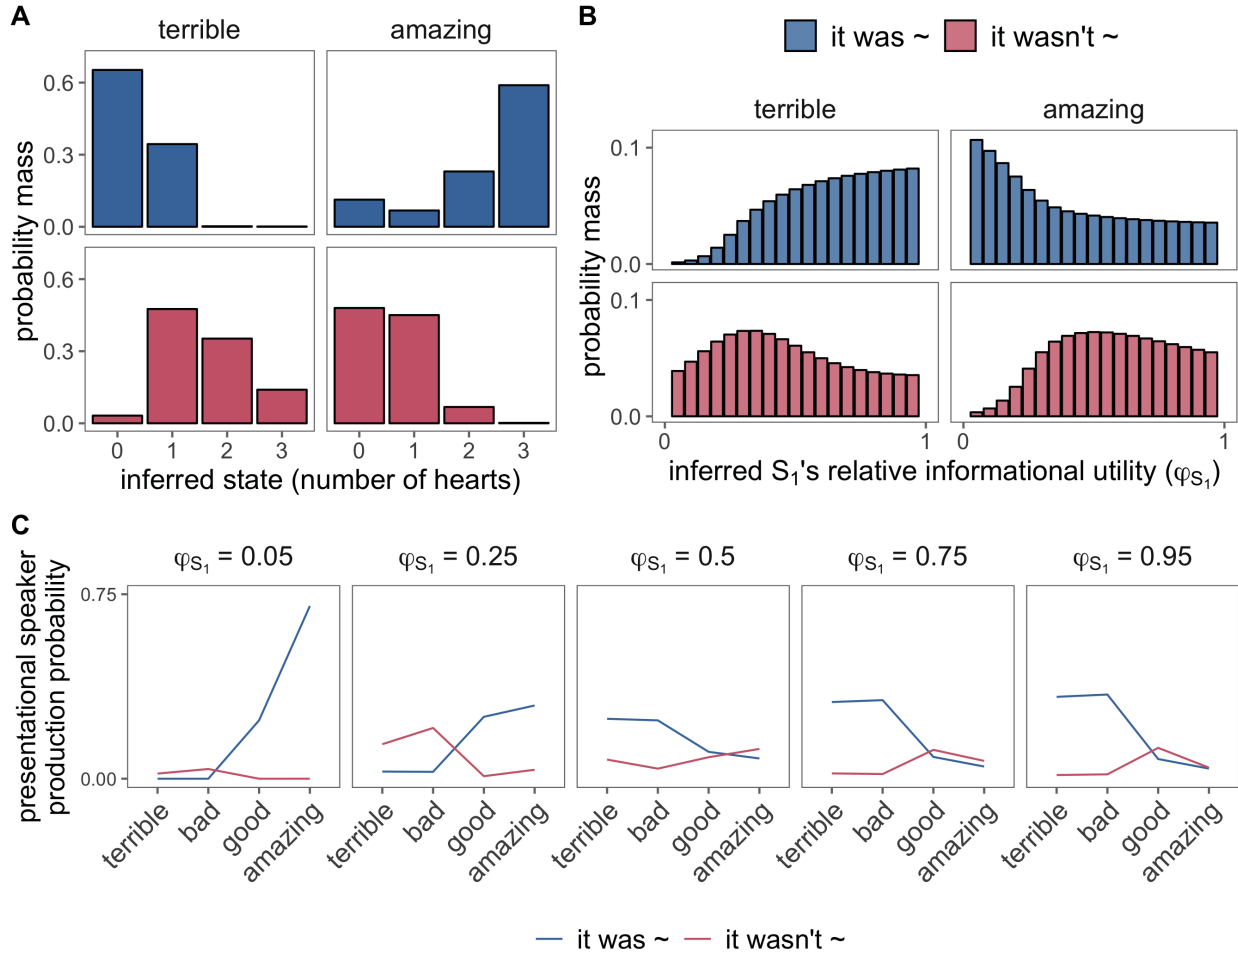 A
terrible
amazing
0.6
0.3
0.0
0.6
0.3
0.0
probability mass
0 1 2 3
0 1 2 3
inferred state (number of hearts)
B
it was ~
it wasn't ~
terrible
amazing
0.1
0.0
0.1
0.0
probability mass
0 1
0 1
inferred S₁'s relative informational utility (φS₁)
C
φS₁ = 0.05
φS₁ = 0.25
φS₁ = 0.5
φS₁ = 0.75
φS₁ = 0.95
presentational speaker
production probability
0.75
0.00
terrible bad good amazing
terrible bad good amazing
terrible bad good amazing
terrible bad good amazing
terrible bad good amazing
it was ~
it wasn't ~